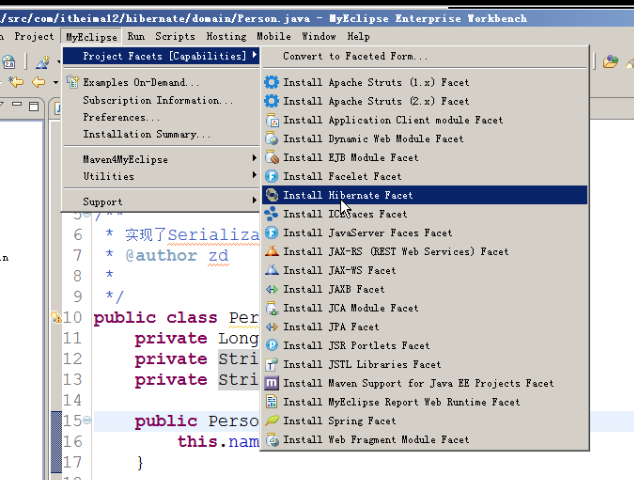 /src/com/itheima12/hibernate/domain/Person.java - MyEclipse Enterprise Workbench
Project MyEclipse Run Scripts Hosting Mobile Window Help
Project Facets [Capabilities]
Examples On-Demand...
Subscription Information...
Preferences...
Installation Summary...
Maven4MyEclipse
Utilities
Support
Convert to Faceted Form...
Install Apache Struts (1.x) Facet
Install Apache Struts (2.x) Facet
Install Application Client module Facet
Install Dynamic Web Module Facet
Install EJB Module Facet
Install Facelet Facet
Install Hibernate Facet
Install ICEfaces Facet
Install JavaServer Faces Facet
Install JAX-RS (REST Web Services) Facet
Install JAX-WS Facet
Install JAXB Facet
Install JCA Module Facet
Install JPA Facet
Install JSR Portlets Facet
Install JSTL Libraries Facet
Install Maven Support for Java EE Projects Facet
Install MyEclipse Report Web Runtime Facet
Install Spring Facet
Install Web Fragment Module Facet
5 /**
6 * 实现了Serializa
7 * @author zd
8 *
9 */
10 public class Per
11 private Long
12 private Stri
13 private Stri
14
15 public Perso
16 this.nam
17 }